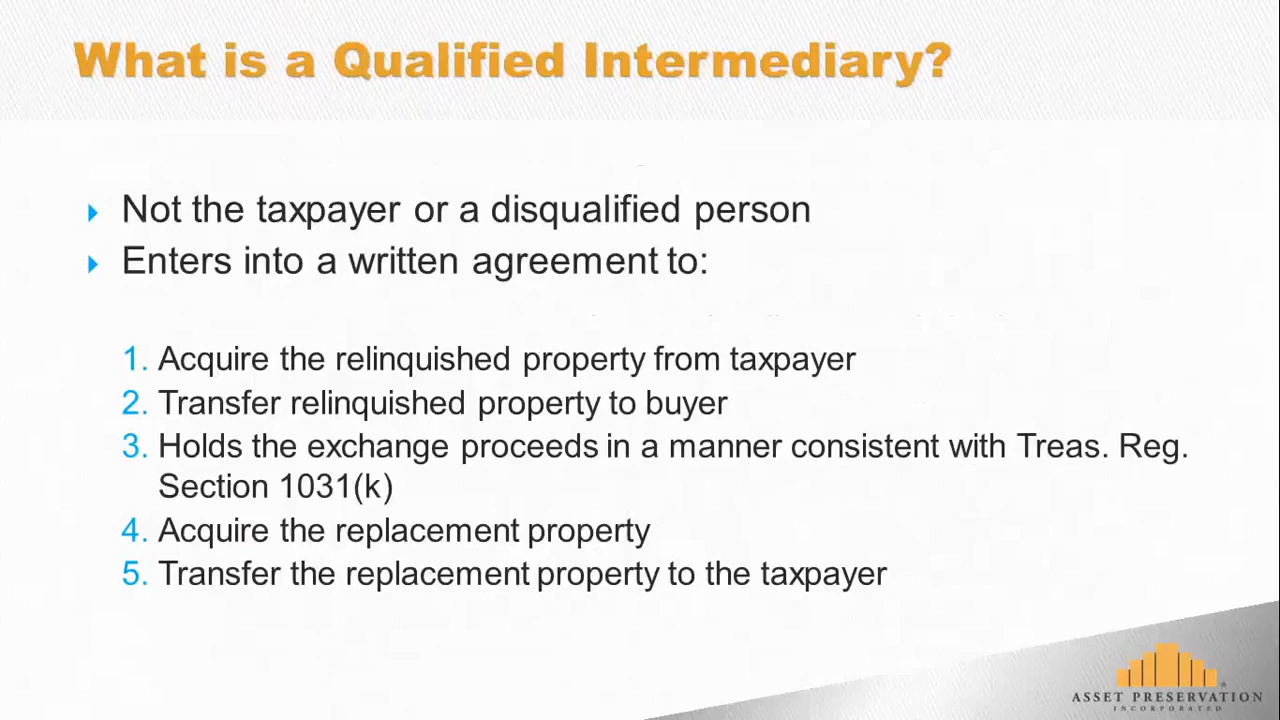 What is a Qualified Intermediary?
Not the taxpayer or a disqualified person
Enters into a written agreement to:
1. Acquire the relinquished property from taxpayer
2. Transfer relinquished property to buyer
3. Holds the exchange proceeds in a manner consistent with Treas. Reg.
Section 1031(k)
4. Acquire the replacement property
5. Transfer the replacement property to the taxpayer
ASSET PRESERVATION
INCORPORATED